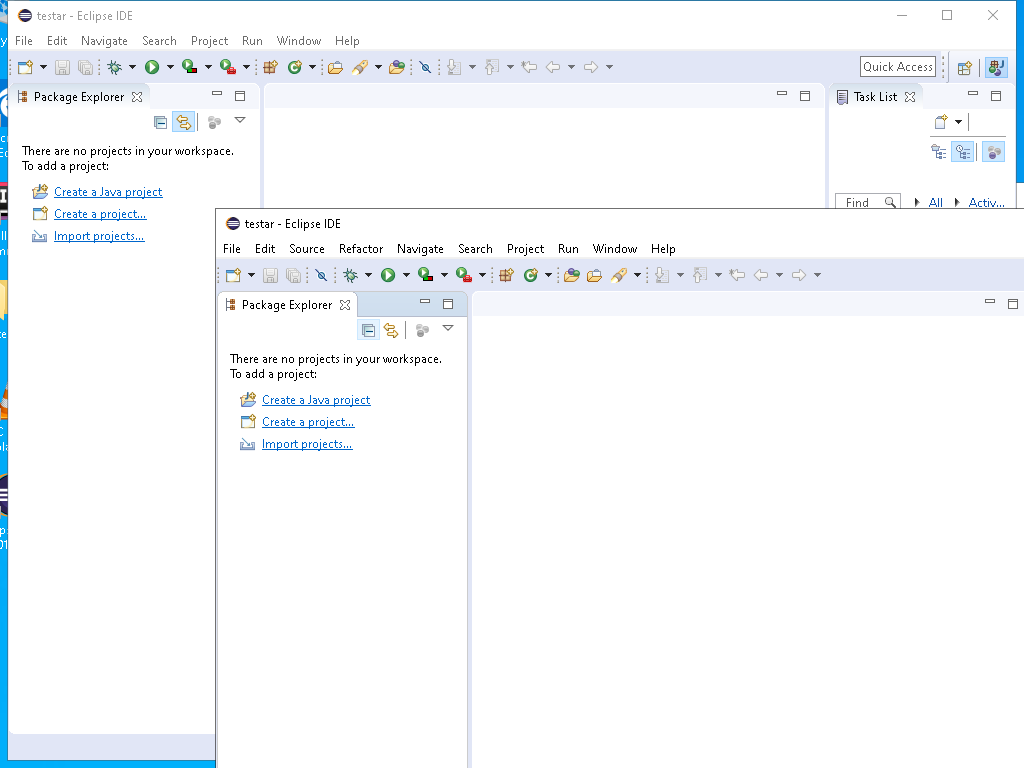 testar - Eclipse IDE
File Edit Navigate Search Project Run Window Help
Quick Access
Package Explorer
Task List
There are no projects in your workspace.
To add a project:
Create a Java project
Create a project...
Import projects...
Find All Activ...
testar - Eclipse IDE
File Edit Source Refactor Navigate Search Project Run Window Help
Package Explorer
There are no projects in your workspace.
To add a project:
Create a Java project
Create a project...
Import projects...